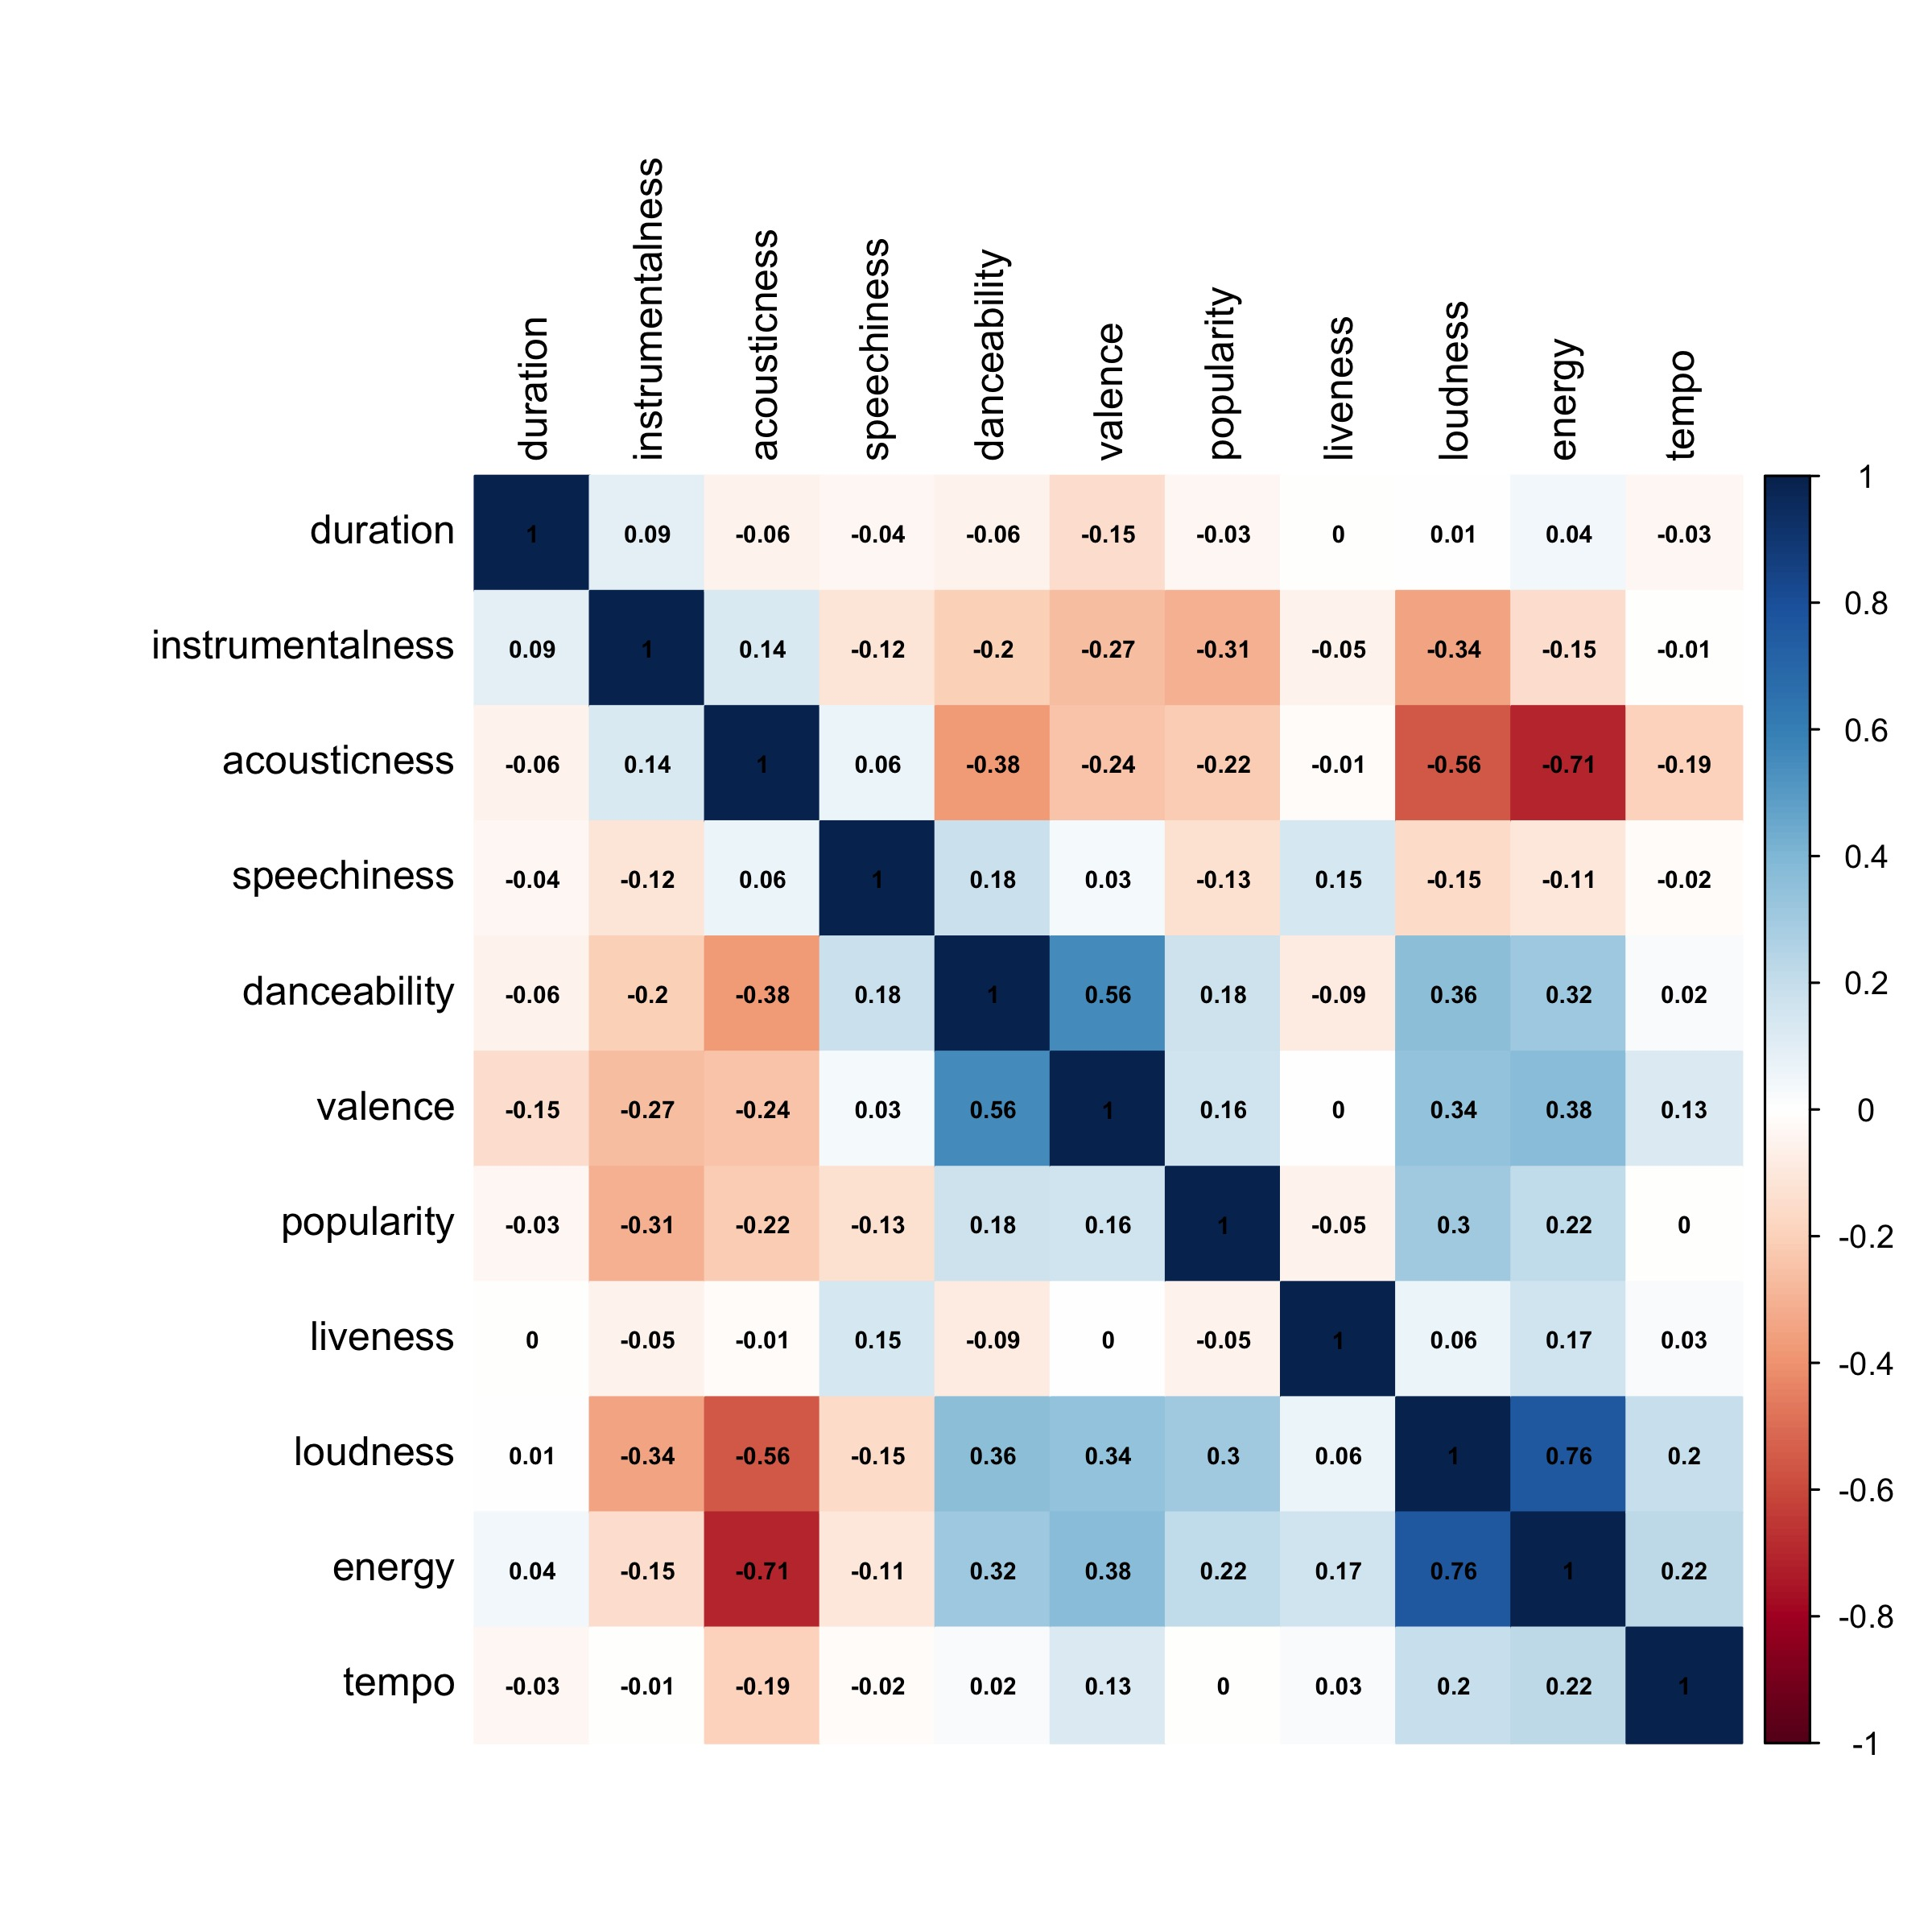 duration instrumentalness acousticness speechiness danceability valence popularity liveness loudness energy tempo
duration 1 0.09 -0.06 -0.04 -0.06 -0.15 -0.03 0 0.01 0.04 -0.03
instrumentalness 0.09 1 0.14 -0.12 -0.2 -0.27 -0.31 -0.05 -0.34 -0.15 -0.01
acousticness -0.06 0.14 1 0.06 -0.38 -0.24 -0.22 -0.01 -0.56 -0.71 -0.19
speechiness -0.04 -0.12 0.06 1 0.18 0.03 -0.13 0.15 -0.15 -0.11 -0.02
danceability -0.06 -0.2 -0.38 0.18 1 0.56 0.18 -0.09 0.36 0.32 0.02
valence -0.15 -0.27 -0.24 0.03 0.56 1 0.16 0 0.34 0.38 0.13
popularity -0.03 -0.31 -0.22 -0.13 0.18 0.16 1 -0.05 0.3 0.22 0
liveness 0 -0.05 -0.01 0.15 -0.09 0 -0.05 1 0.06 0.17 0.03
loudness 0.01 -0.34 -0.56 -0.15 0.36 0.34 0.3 0.06 1 0.76 0.2
energy 0.04 -0.15 -0.71 -0.11 0.32 0.38 0.22 0.17 0.76 1 0.22
tempo -0.03 -0.01 -0.19 -0.02 0.02 0.13 0 0.03 0.2 0.22 1
1
0.8
0.6
0.4
0.2
0
-0.2
-0.4
-0.6
-0.8
-1